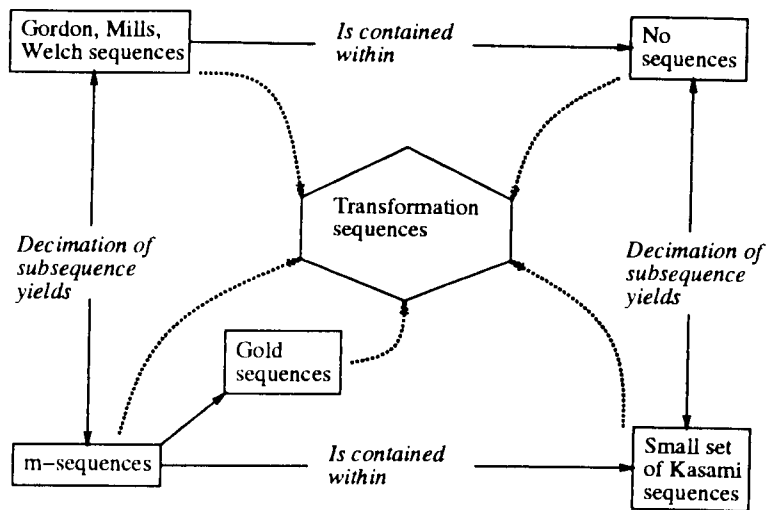 Gordon, Mills,
Welch sequences
Is contained
within
No
sequences
Transformation
sequences
Decimation of
subsequence
yields
Decimation of
subsequence
yields
Gold
sequences
m-sequences
Is contained
within
Small set
of Kasami
sequences